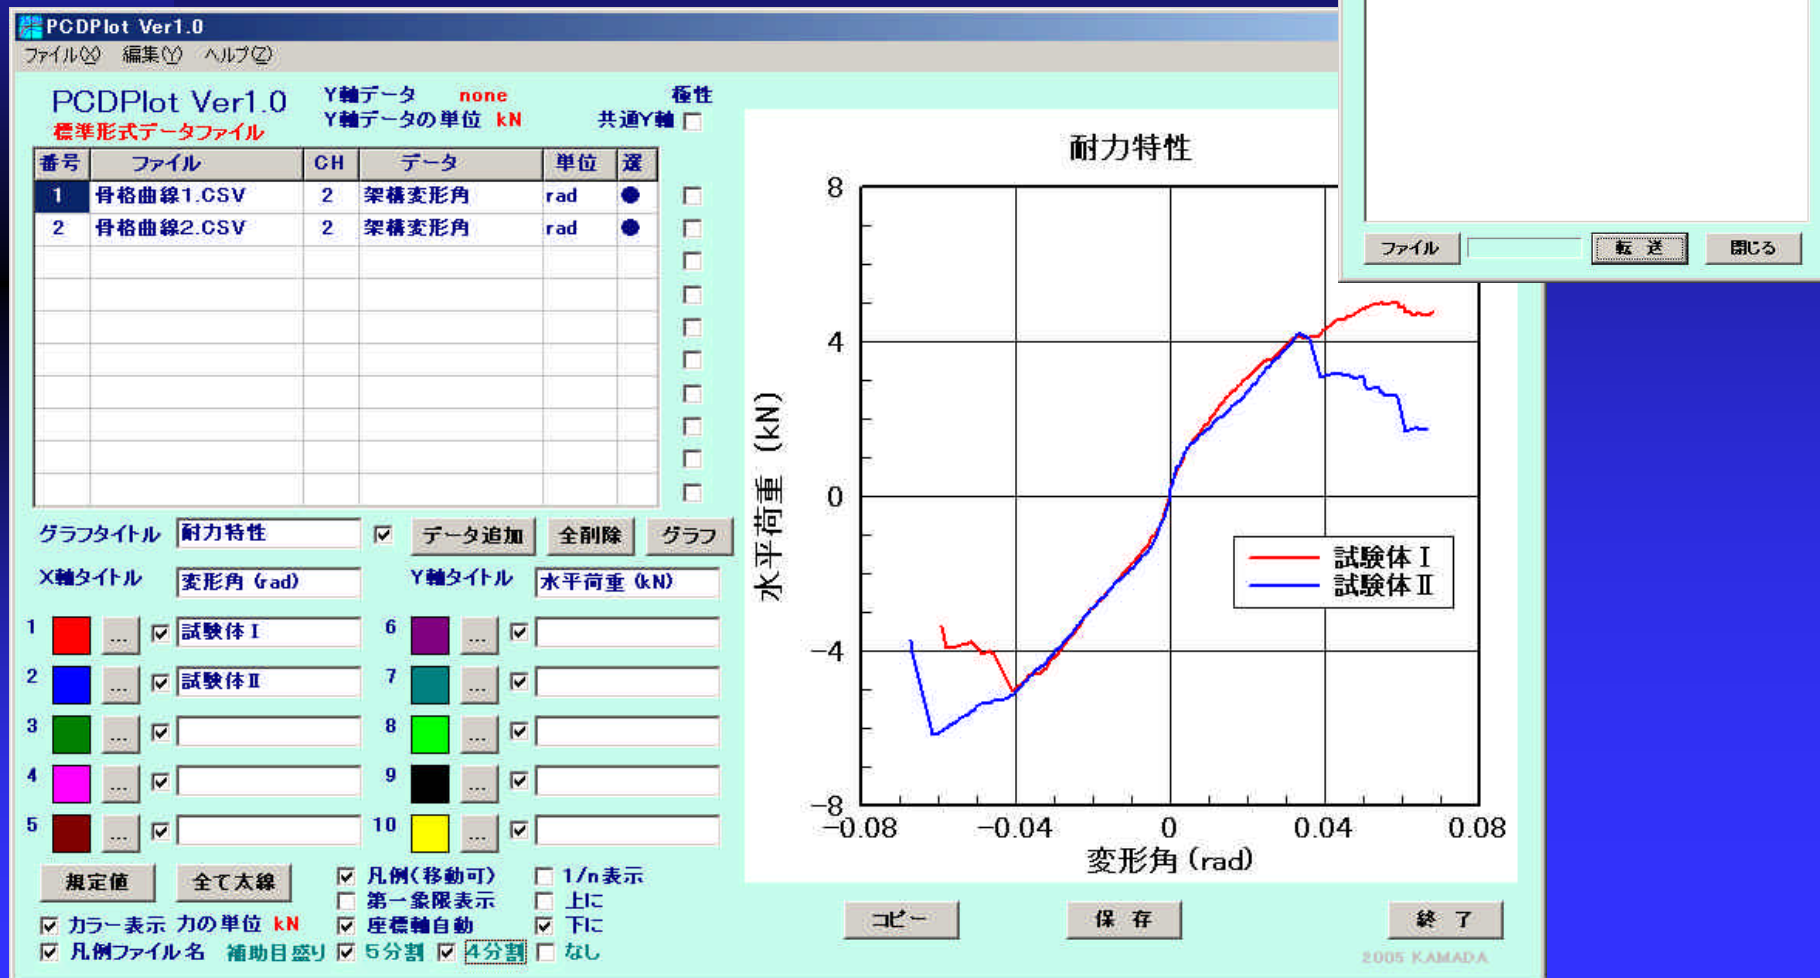 PCDPlot Ver1.0
ファイル(X) 編集(Y) ヘルプ(Z)
PCDPlot Ver1.0
標準形式データファイル
Y軸データ none
Y軸データの単位 kN
極性
共通Y軸
番号 ファイル CH データ 単位 選
1 骨格曲線1.CSV 2 架構変形角 rad ●
2 骨格曲線2.CSV 2 架構変形角 rad ●
グラフタイトル 耐力特性 データ追加 全削除 グラフ
X軸タイトル 変形角 (rad) Y軸タイトル 水平荷重 (kN)
1 ... 試験体Ⅰ 6 ...
2 ... 試験体Ⅱ 7 ...
3 ... 8 ...
4 ... 9 ...
5 ... 10 ...
規定値 全て太線 凡例(移動可) 1/n表示
第一象限表示 上に
カラー表示 力の単位 kN 座標軸自動 下に
凡例ファイル名 補助目盛り 5分割 4分割 なし
耐力特性
8
4
0
-4
-8
水平荷重 (kN)
試験体Ⅰ
試験体Ⅱ
-0.08 -0.04 0 0.04 0.08
変形角 (rad)
コピー 保存 終了
2005 KAMADA
ファイル 転送 閉じる